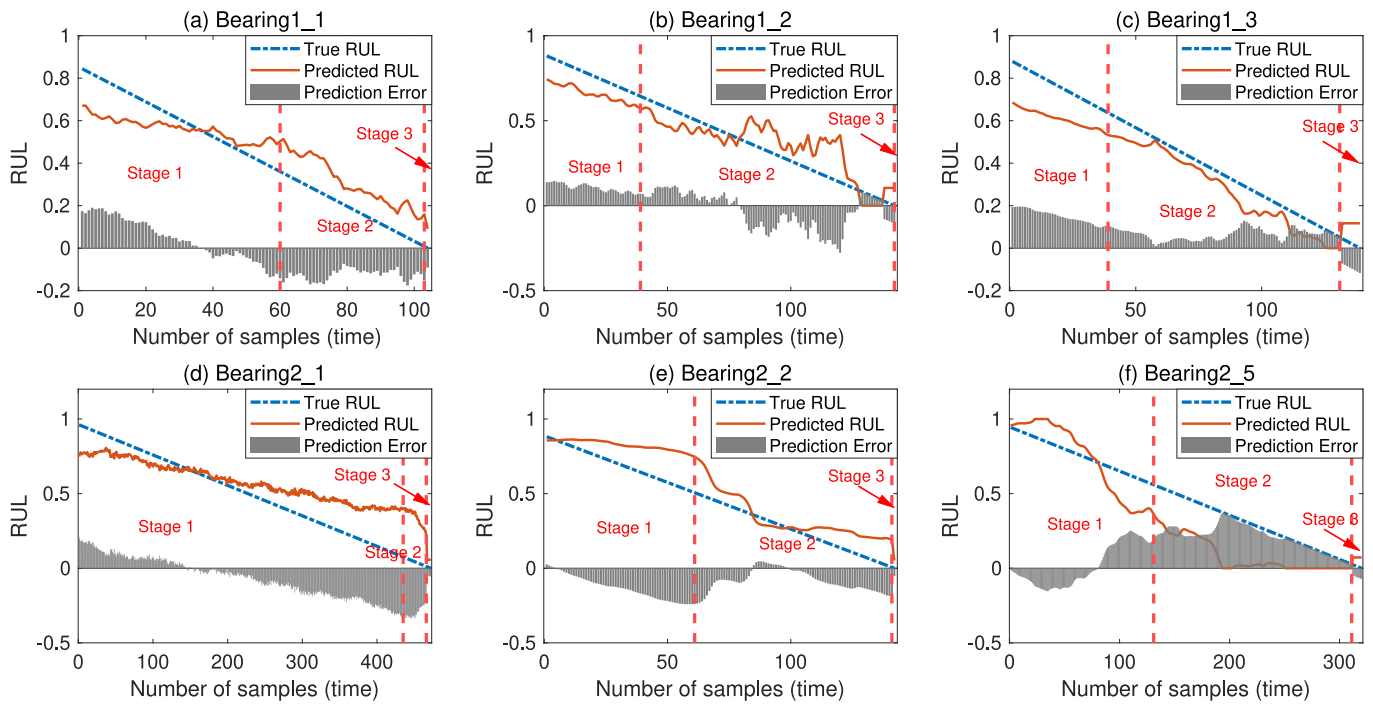 (a) Bearing1_1
1
0.8
0.6
0.4
0.2
0
-0.2
RUL
True RUL
Predicted RUL
Prediction Error
Stage 1
Stage 2
Stage 3
0 20 40 60 80 100
Number of samples (time)
(b) Bearing1_2
1
0.5
0
-0.5
RUL
True RUL
Predicted RUL
Prediction Error
Stage 1
Stage 2
Stage 3
0 50 100
Number of samples (time)
(c) Bearing1_3
1
0.8
0.6
0.4
0.2
0
-0.2
RUL
True RUL
Predicted RUL
Prediction Error
Stage 1
Stage 2
Stage 3
0 50 100
Number of samples (time)
(d) Bearing2_1
1
0.5
0
-0.5
RUL
True RUL
Predicted RUL
Prediction Error
Stage 1
Stage 2
Stage 3
0 100 200 300 400
Number of samples (time)
(e) Bearing2_2
1
0.5
0
-0.5
RUL
True RUL
Predicted RUL
Prediction Error
Stage 1
Stage 2
Stage 3
0 50 100
Number of samples (time)
(f) Bearing2_5
1
0.5
0
-0.5
RUL
True RUL
Predicted RUL
Prediction Error
Stage 1
Stage 2
Stage 3
0 100 200 300
Number of samples (time)